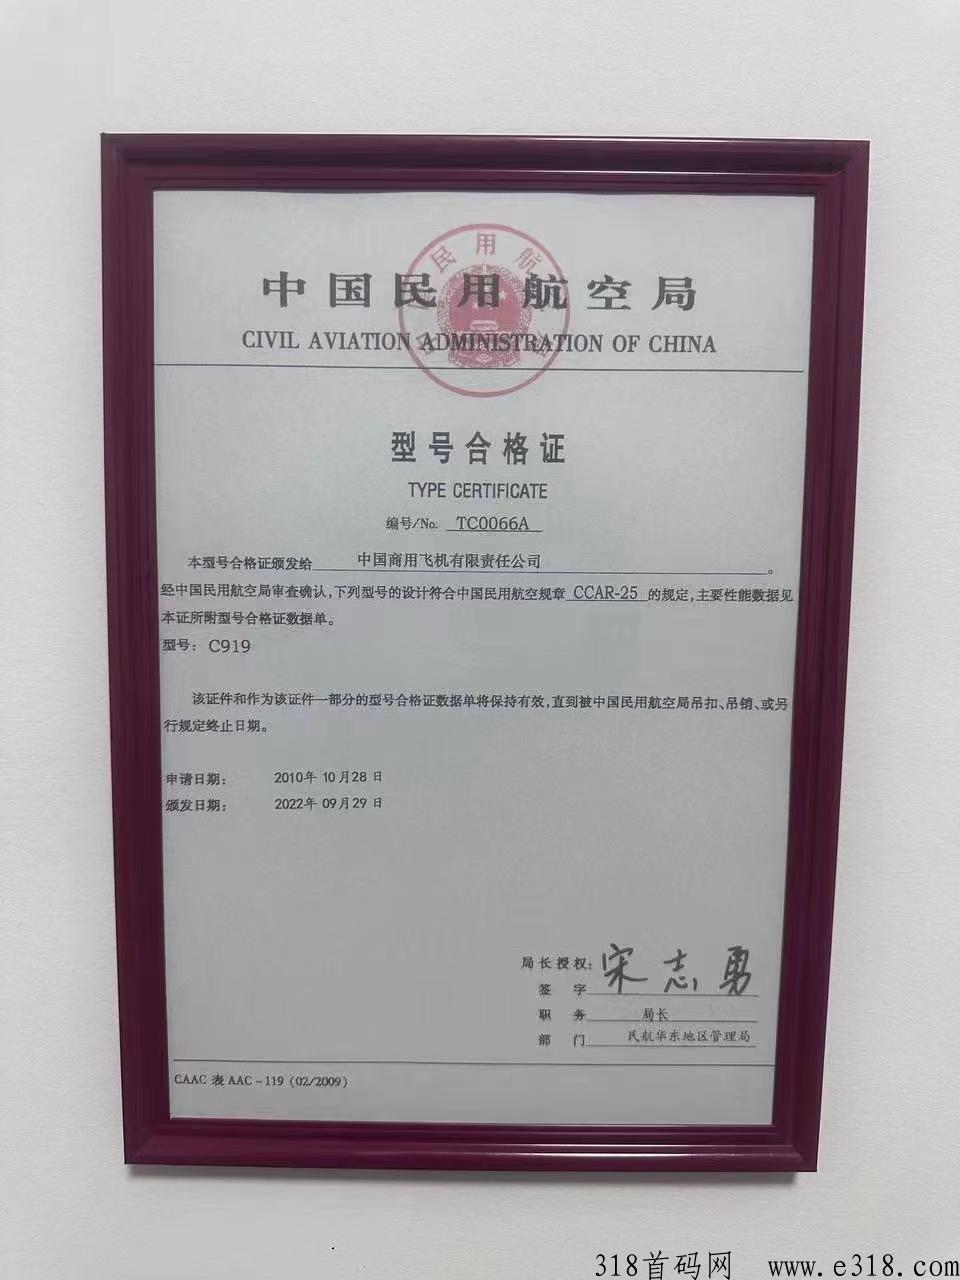 民用航
中国民用航空局
CIVIL AVIATION ADMINISTRATION OF CHINA
型号合格证
TYPE CERTIFICATE
编号/No. TC0066A
本型号合格证颁发给 中国商用飞机有限责任公司 。
经中国民用航空局审查确认,下列型号的设计符合中国民用航空规章 CCAR-25 的规定,主要性能数据见
本证所附型号合格证数据单。
型号: C919
该证件和作为该证件一部分的型号合格证数据单将保持有效,直到被中国民用航空局吊扣、吊销、或另
行规定终止日期。
申请日期: 2010年 10月28日
颁发日期: 2022年 09月29日
局长授权: 宋志勇
签字
职务 局长
部门 民航华东地区管理局
CAAC 表 AAC-119 (02/2009)
318首码网 www.e318.com